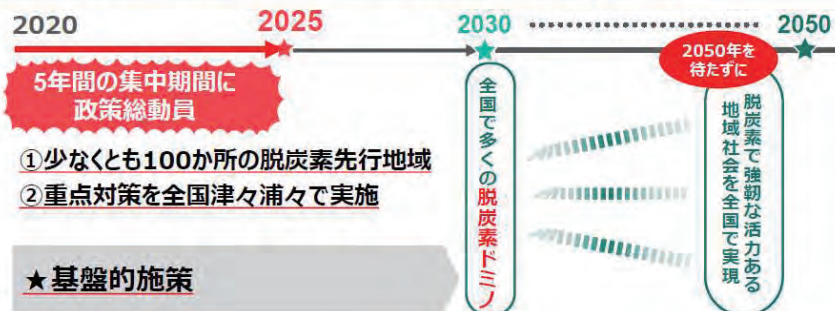 2020
2025
2030
2050
5年間の集中期間に
政策総動員
①少なくとも100か所の脱炭素先行地域
②重点対策を全国津々浦々で実施
★基盤的施策
全国で多くの脱炭素ドミノ
2050年を
待たずに
脱炭素で強靭な活力ある
地域社会を全国で実現